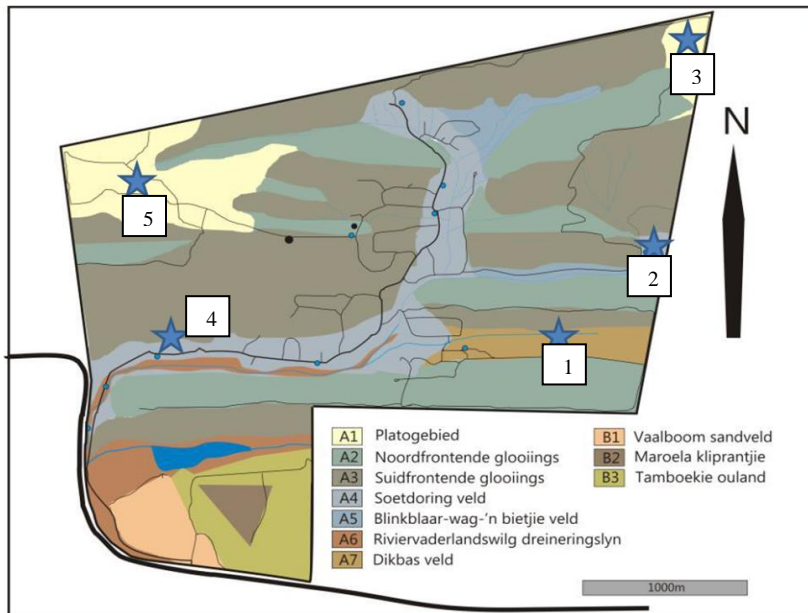 3
N
5
2
4
1
A1 Platogebied
A2 Noordfrontende glooiings
A3 Suidfrontende glooiings
A4 Soetdoring veld
A5 Blinkblaar-wag-'n bietjie veld
A6 Riviervaderlandswilg dreineringslyn
A7 Dikbas veld
B1 Vaalboom sandveld
B2 Maroela kliprantjie
B3 Tamboekie ouland
1000m